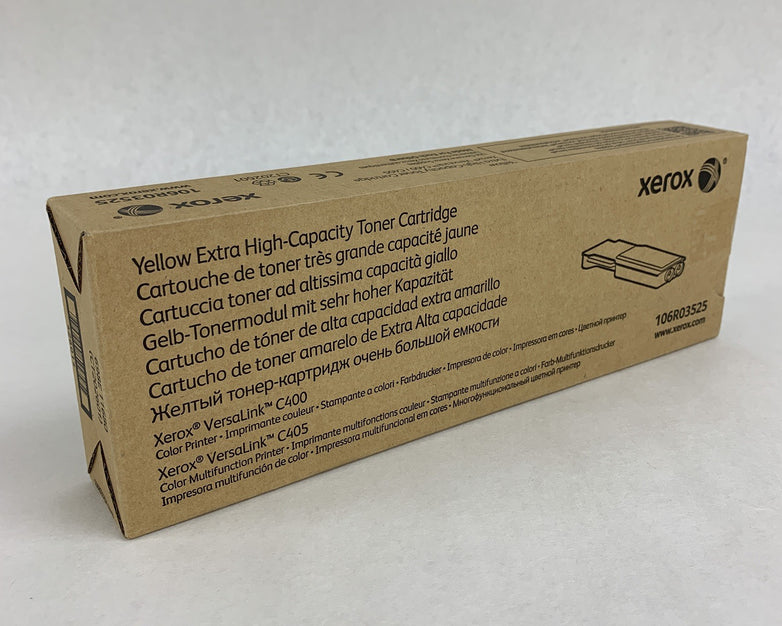 xerox
Yellow Extra High-Capacity Toner Cartridge
Cartouche de toner très grande capacité jaune
Cartuccia toner ad altissima capacità giallo
Gelb-Tonermodul mit sehr hoher Kapazität
Cartucho de tóner de alta capacidad extra amarillo
Cartucho de toner amarelo de Extra Alta capacidade
Желтый тонер-картридж очень большой емкости
Xerox® VersaLink™ C400
Color Printer • Imprimante couleur • Stampante a colori • Farbdrucker • Impresora de color • Impressora em cores • Цветной принтер
Xerox® VersaLink™ C405
Color Multifunction Printer • Imprimante multifonctions couleur • Stampante multifunzione a colori • Farb-Multifunktionsdrucker
Impresora multifunción de color • Impressora multifuncional em cores • Многофункциональный цветной принтер
106R03525
www.xerox.com
xerox
106R03525
www.xerox.com
CE
CT202001